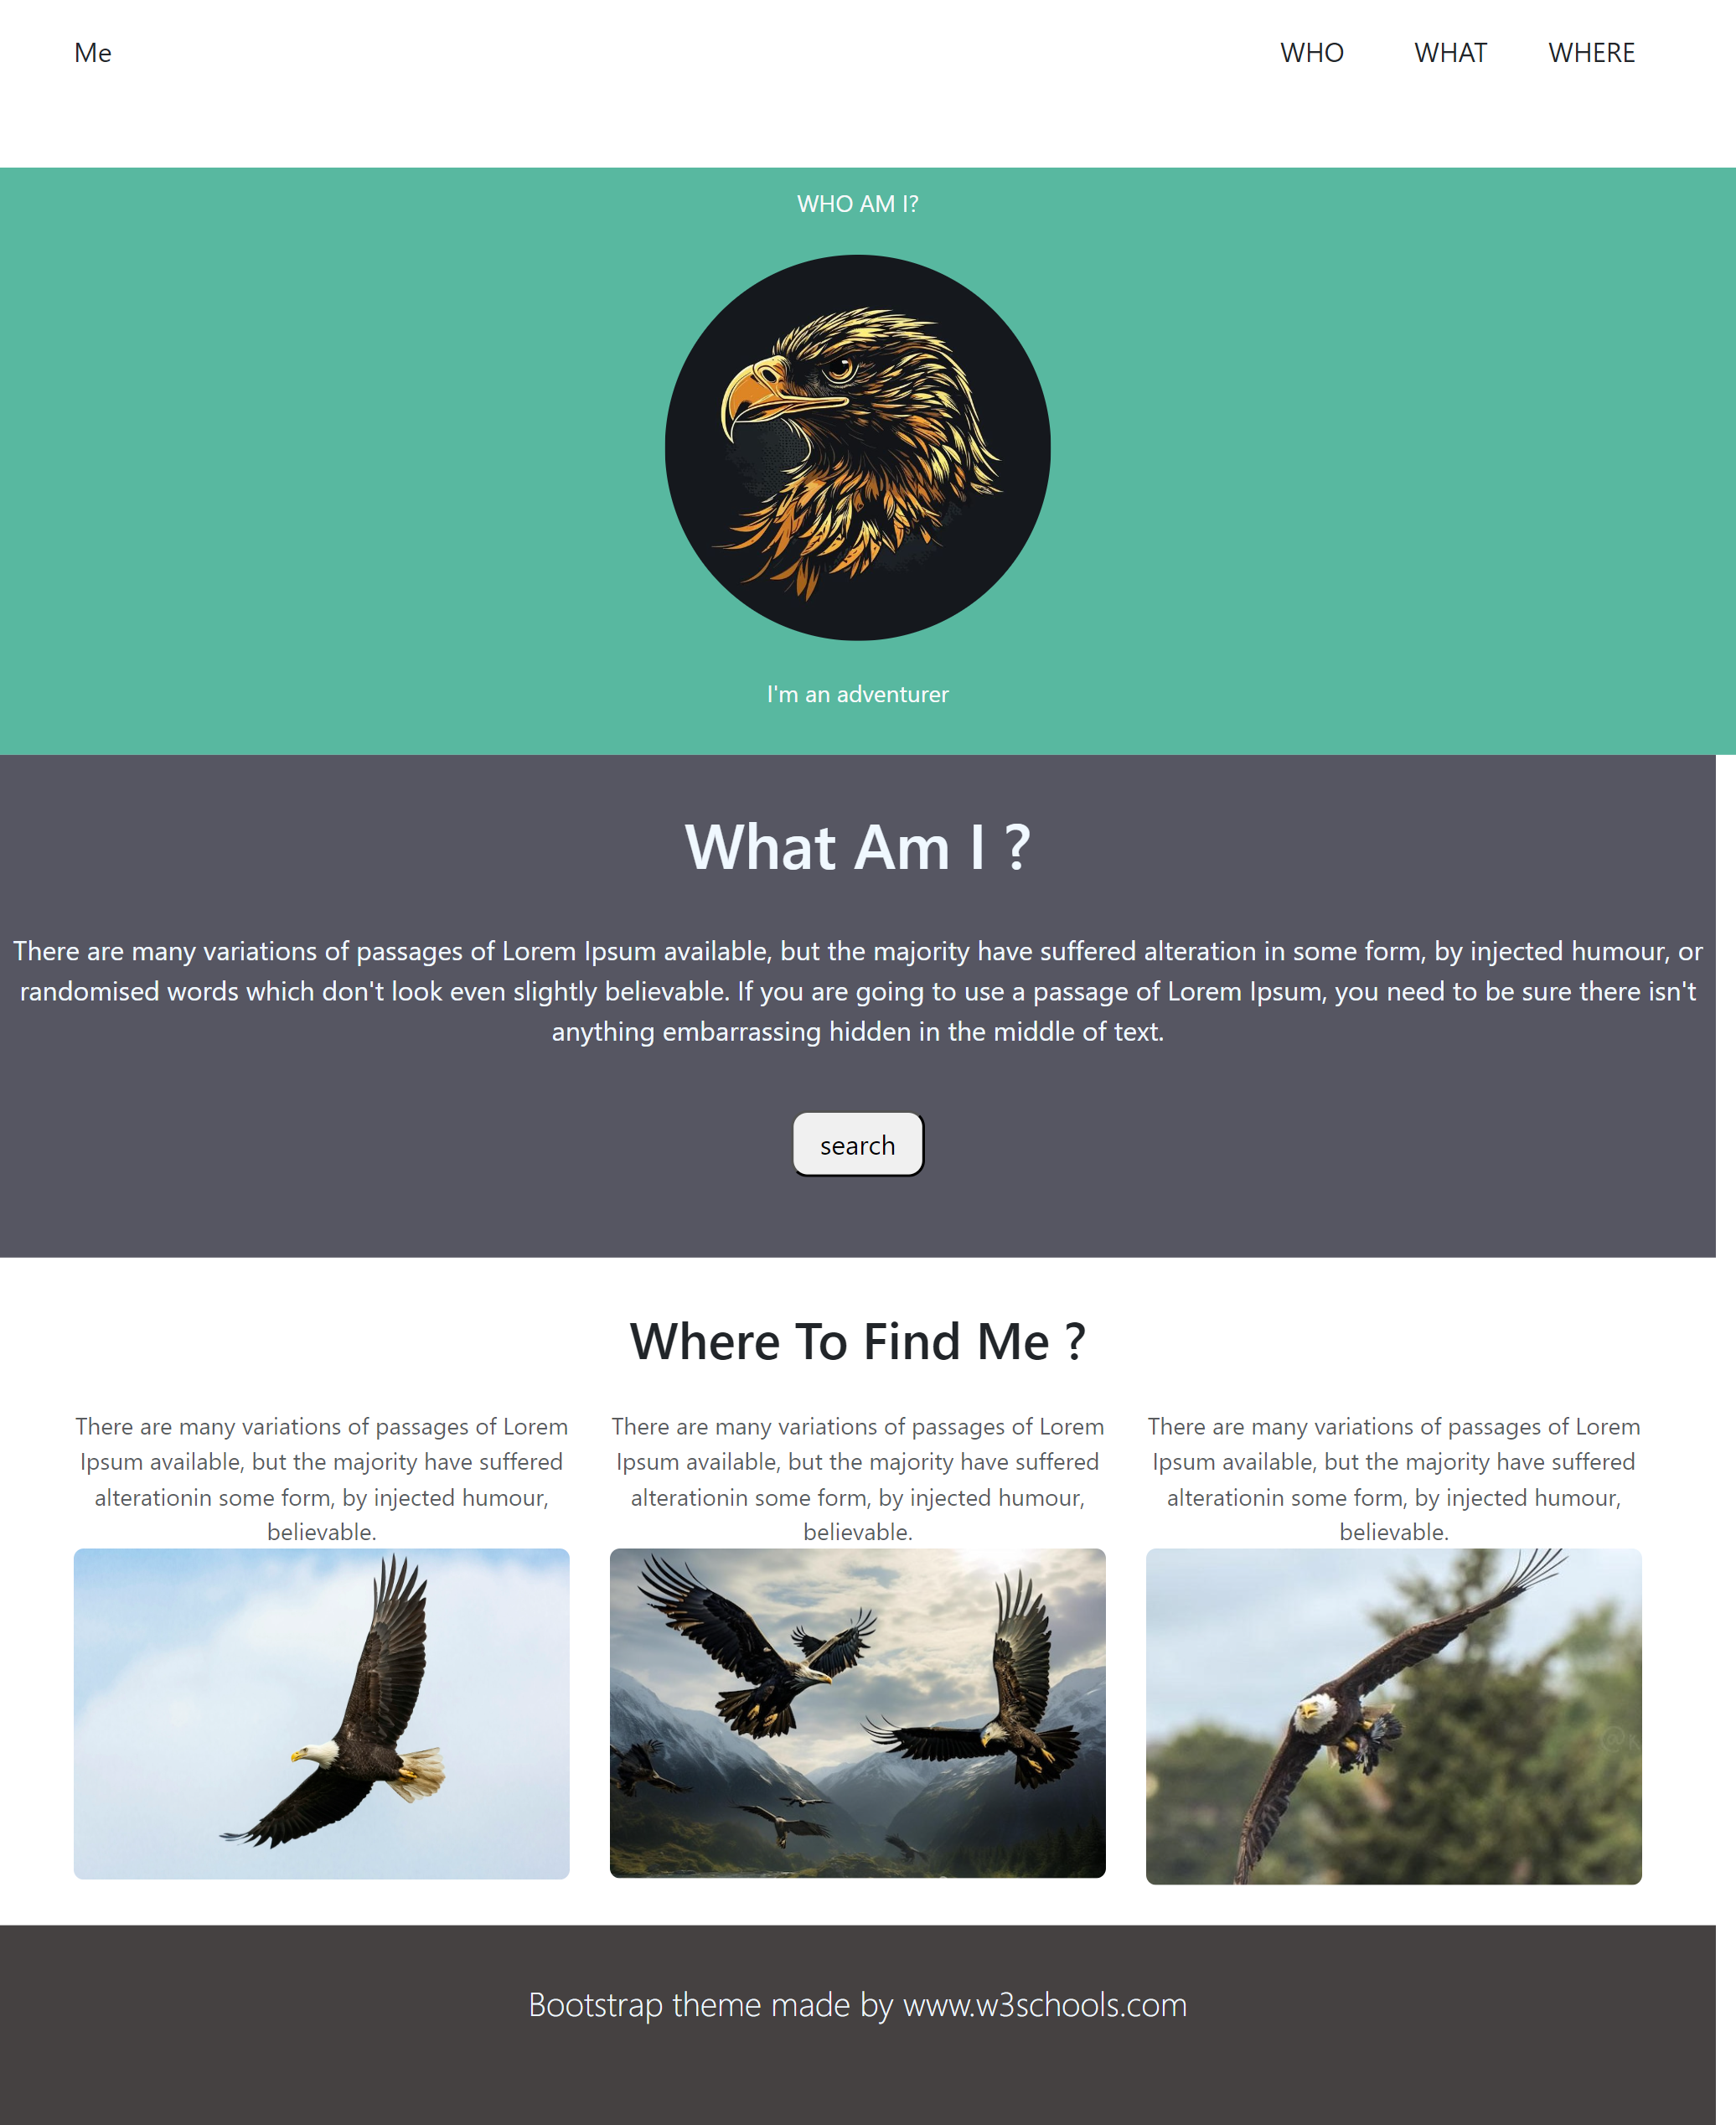 Me
WHO
WHAT
WHERE
WHO AM I?
I'm an adventurer
What Am I ?
There are many variations of passages of Lorem Ipsum available, but the majority have suffered alteration in some form, by injected humour, or
randomised words which don't look even slightly believable. If you are going to use a passage of Lorem Ipsum, you need to be sure there isn't
anything embarrassing hidden in the middle of text.
search
Where To Find Me ?
There are many variations of passages of Lorem
Ipsum available, but the majority have suffered
alterationin some form, by injected humour,
believable.
There are many variations of passages of Lorem
Ipsum available, but the majority have suffered
alterationin some form, by injected humour,
believable.
There are many variations of passages of Lorem
Ipsum available, but the majority have suffered
alterationin some form, by injected humour,
believable.
Bootstrap theme made by www.w3schools.com